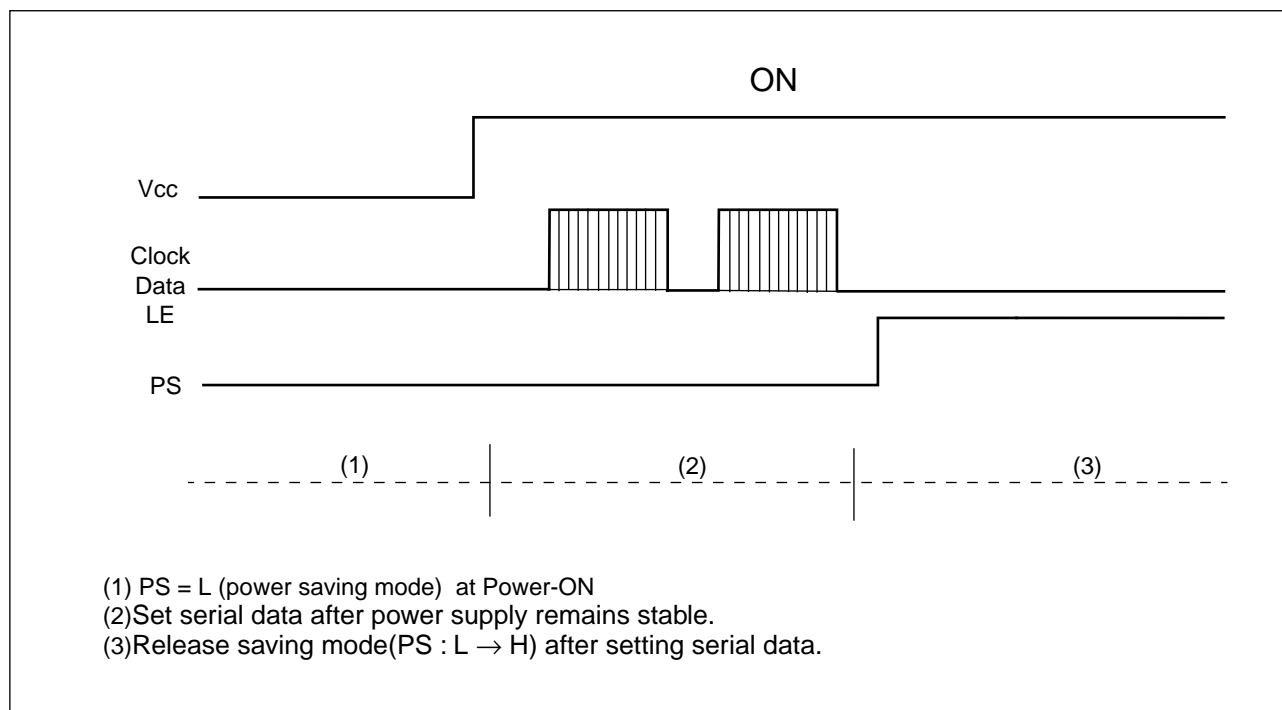 ON
Vcc
Clock
Data
LE
PS
(1)
(2)
(3)
(1) PS = L (power saving mode) at Power-ON
(2)Set serial data after power supply remains stable.
(3)Release saving mode(PS : L → H) after setting serial data.